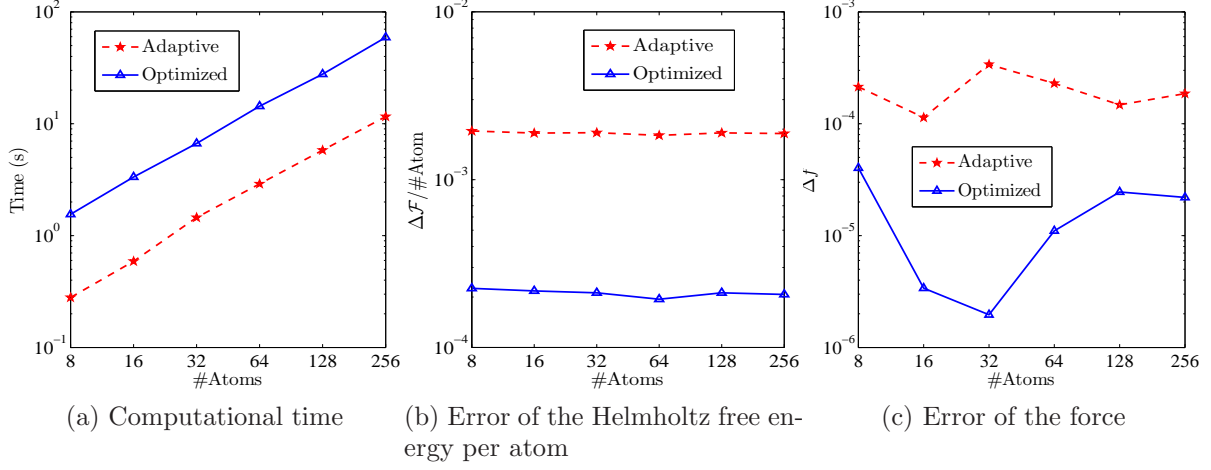 10^2
10^1
10^0
10^-1
Time (s)
Adaptive
Optimized
8 16 32 64 128 256
#Atoms
(a) Computational time
10^-2
10^-3
10^-4
ΔF/#Atom
Adaptive
Optimized
8 16 32 64 128 256
#Atoms
(b) Error of the Helmholtz free en-
ergy per atom
10^-3
10^-4
10^-5
10^-6
Δf
Adaptive
Optimized
8 16 32 64 128 256
#Atoms
(c) Error of the force